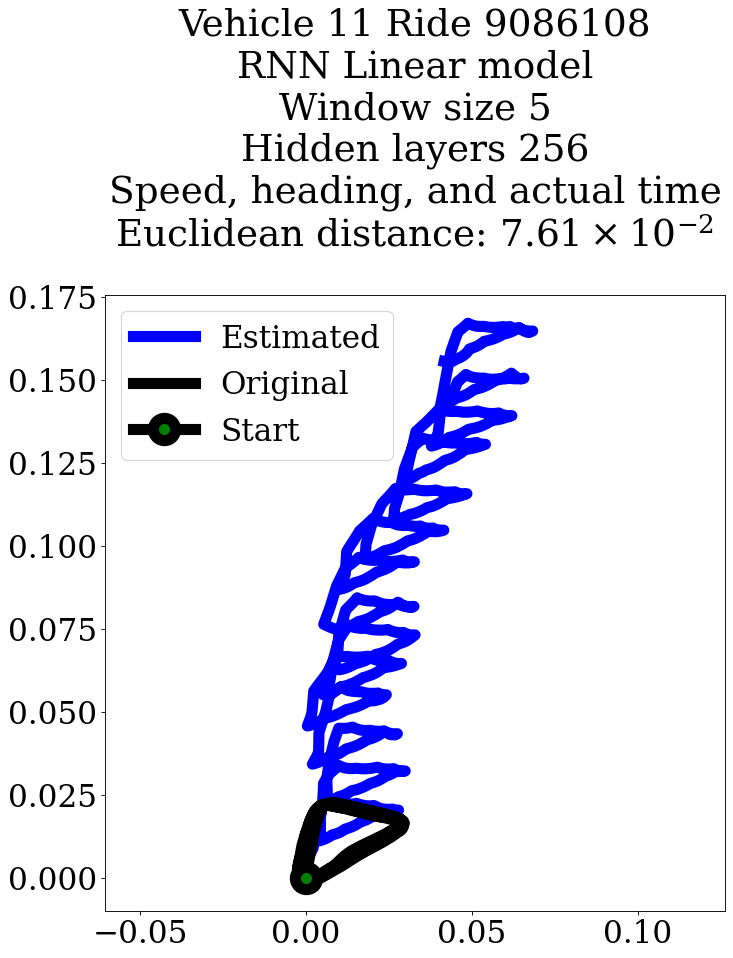 Vehicle 11 Ride 9086108
RNN Linear model
Window size 5
Hidden layers 256
Speed, heading, and actual time
Euclidean distance: 7.61 × 10⁻²
0.175
0.150
0.125
0.100
0.075
0.050
0.025
0.000
Estimated
Original
Start
−0.05 0.00 0.05 0.10